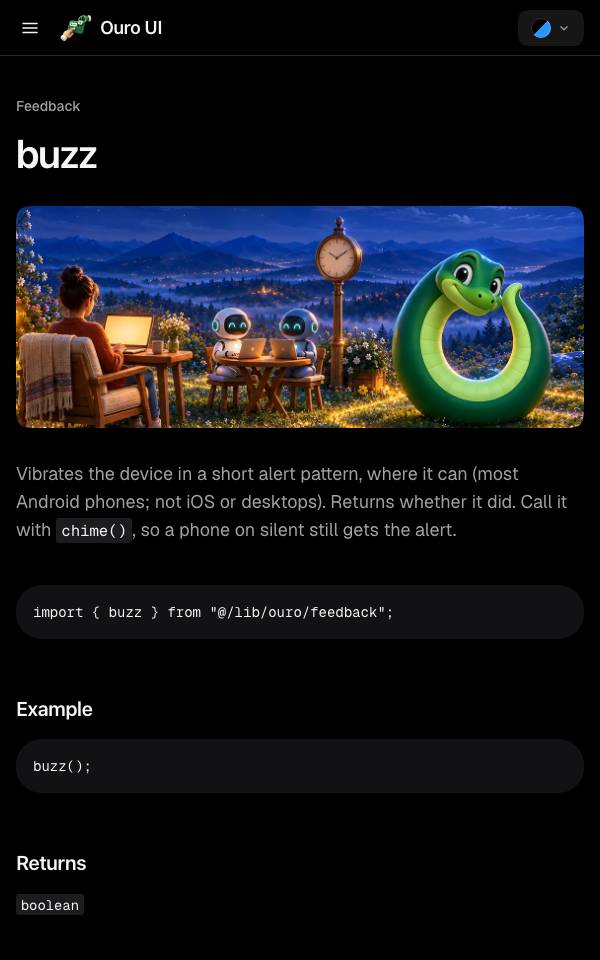 Ouro UI
Feedback
buzz
Vibrates the device in a short alert pattern, where it can (most
Android phones; not iOS or desktops). Returns whether it did. Call it
with chime(), so a phone on silent still gets the alert.
import { buzz } from "@/lib/ouro/feedback";
Example
buzz();
Returns
boolean